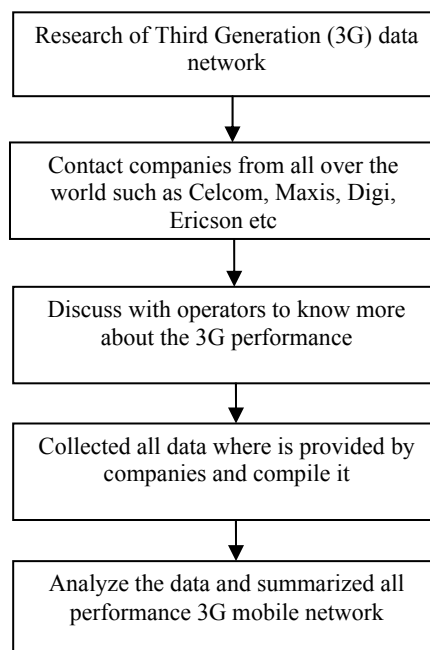 Research of Third Generation (3G) data
network
Contact companies from all over the
world such as Celcom, Maxis, Digi,
Ericson etc
Discuss with operators to know more
about the 3G performance
Collected all data where is provided by
companies and compile it
Analyze the data and summarized all
performance 3G mobile network